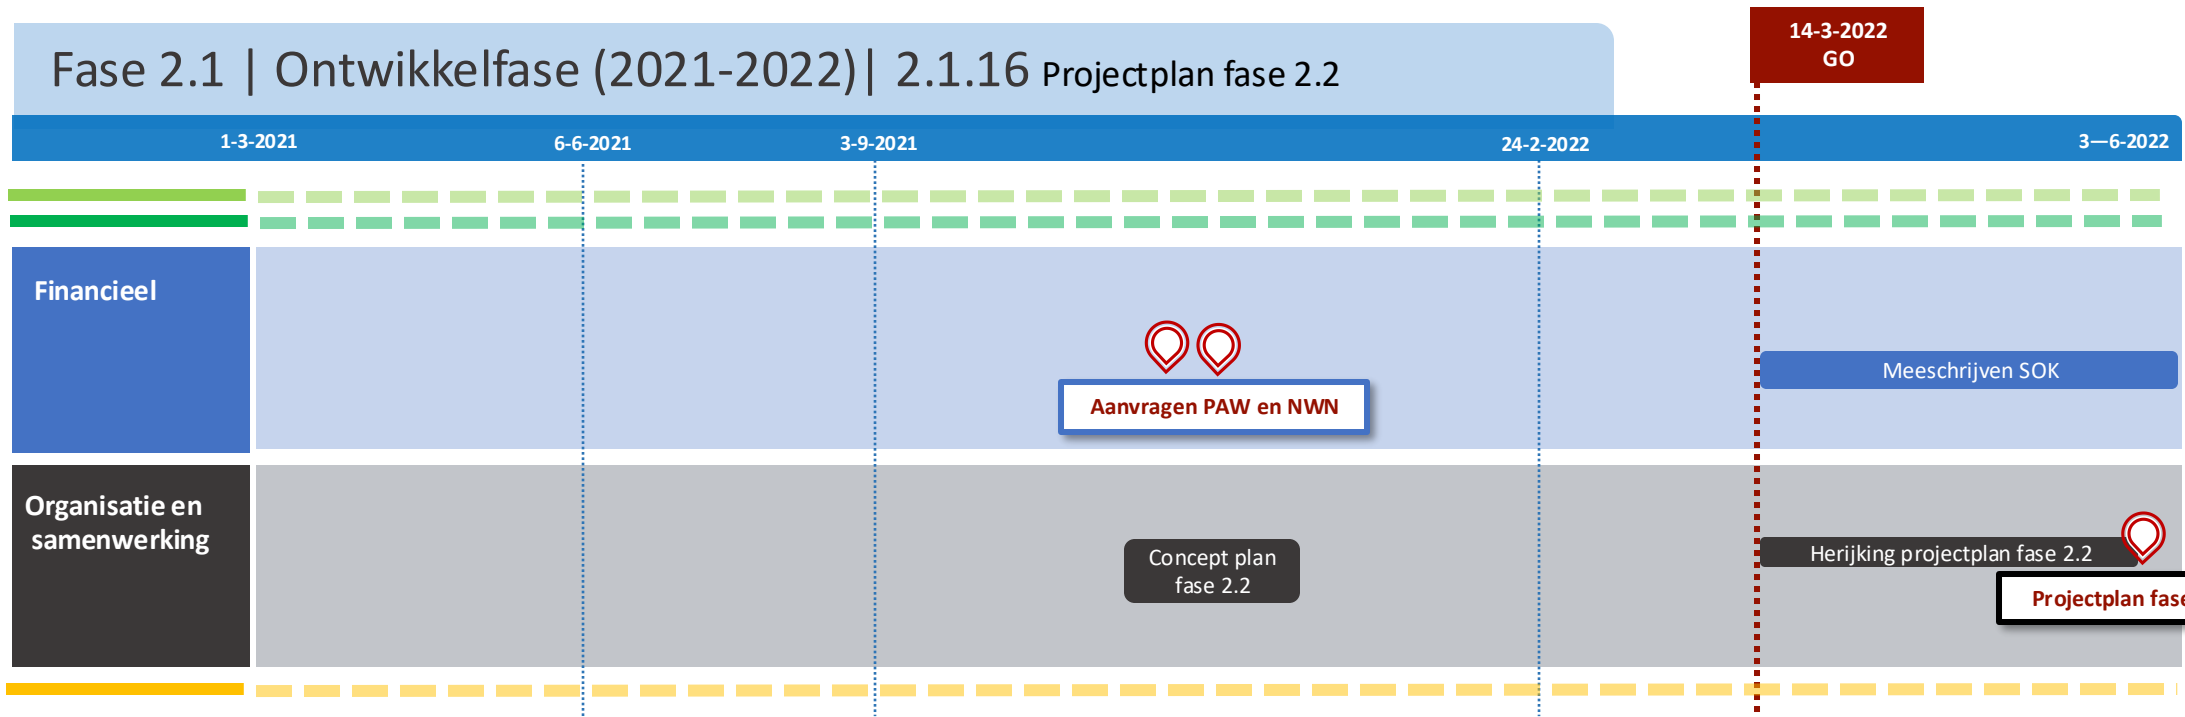 14-3-2022
GO
Fase 2.1 | Ontwikkelfase (2021-2022)| 2.1.16 Projectplan fase 2.2
1-3-2021
6-6-2021
3-9-2021
24-2-2022
3—6-2022
Financieel
Aanvragen PAW en NWN
Meeschrijven SOK
Organisatie en
samenwerking
Concept plan
fase 2.2
Herijking projectplan fase 2.2
Projectplan fase